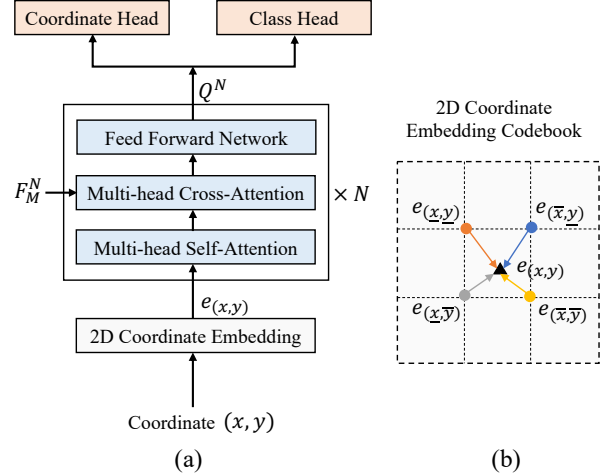 Coordinate Head
Class Head
Q^N
Feed Forward Network
F_M^N
Multi-head Cross-Attention
× N
Multi-head Self-Attention
e_(x,y)
2D Coordinate Embedding
Coordinate (x, y)
(a)
2D Coordinate
Embedding Codebook
e_(x̲,y̲)
e_(x̅,y̲)
e_(x,y)
e_(x̲,y̅)
e_(x̅,y̅)
(b)